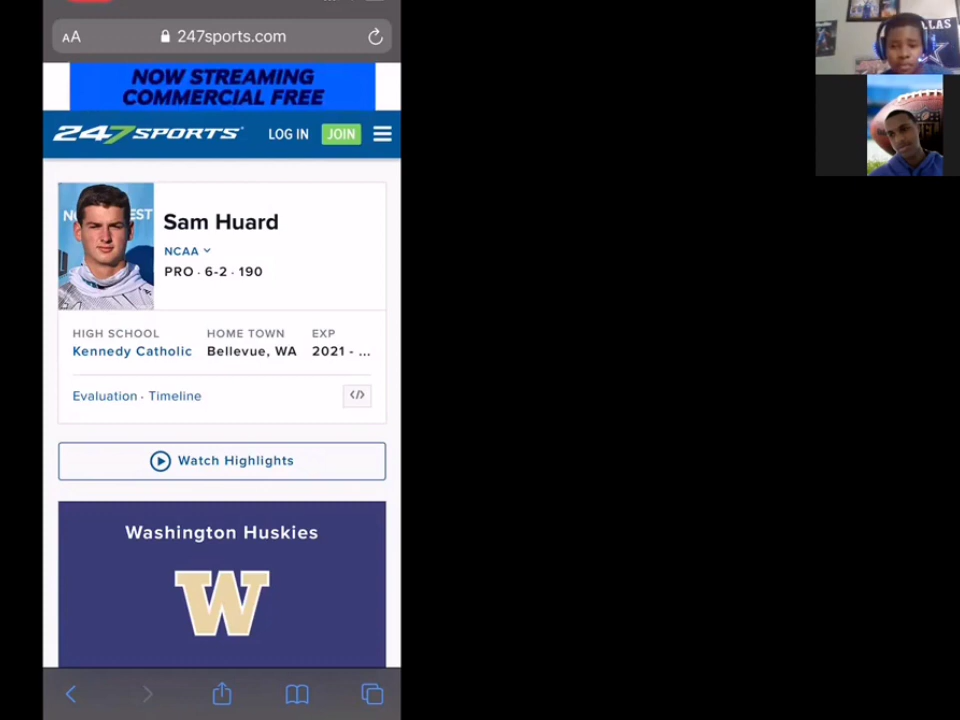 AA 247sports.com
NOW STREAMING
COMMERCIAL FREE
247SPORTS LOG IN JOIN
Sam Huard
NCAA
PRO · 6-2 · 190
HIGH SCHOOL HOME TOWN EXP
Kennedy Catholic Bellevue, WA 2021 - ...
Evaluation · Timeline </>
Watch Highlights
Washington Huskies
W